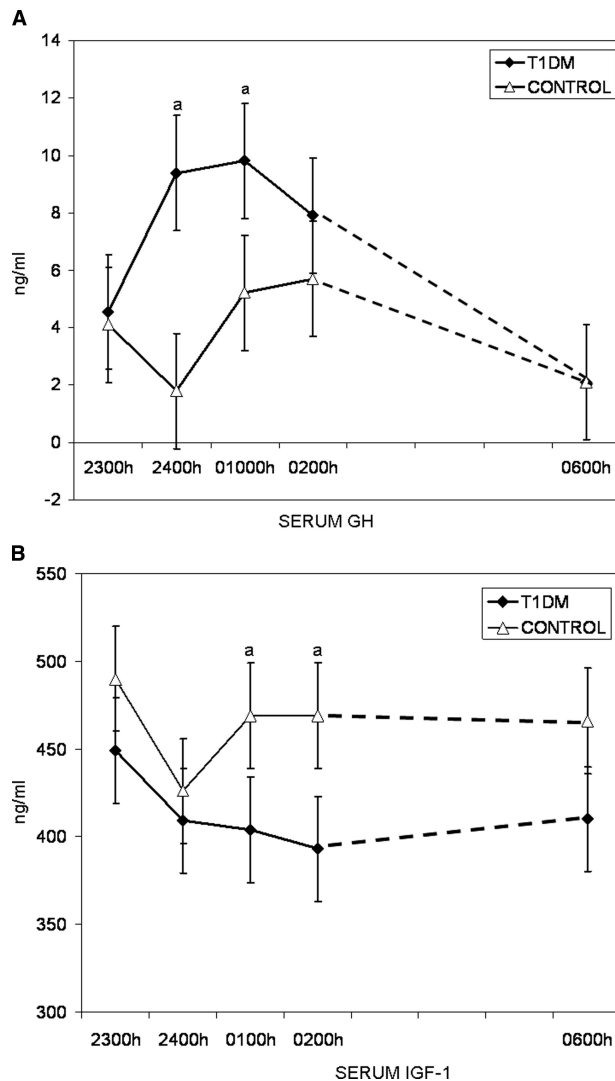 A
14
12
10
8
6
4
2
0
-2
ng/ml
T1DM
CONTROL
a
a
2300h 2400h 01000h 0200h 0600h
SERUM GH
B
550
500
450
400
350
300
ng/ml
T1DM
CONTROL
a
a
2300h 2400h 0100h 0200h 0600h
SERUM IGF-1